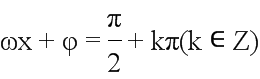 ωx + φ = π/2 + kπ(k ∈ Z)